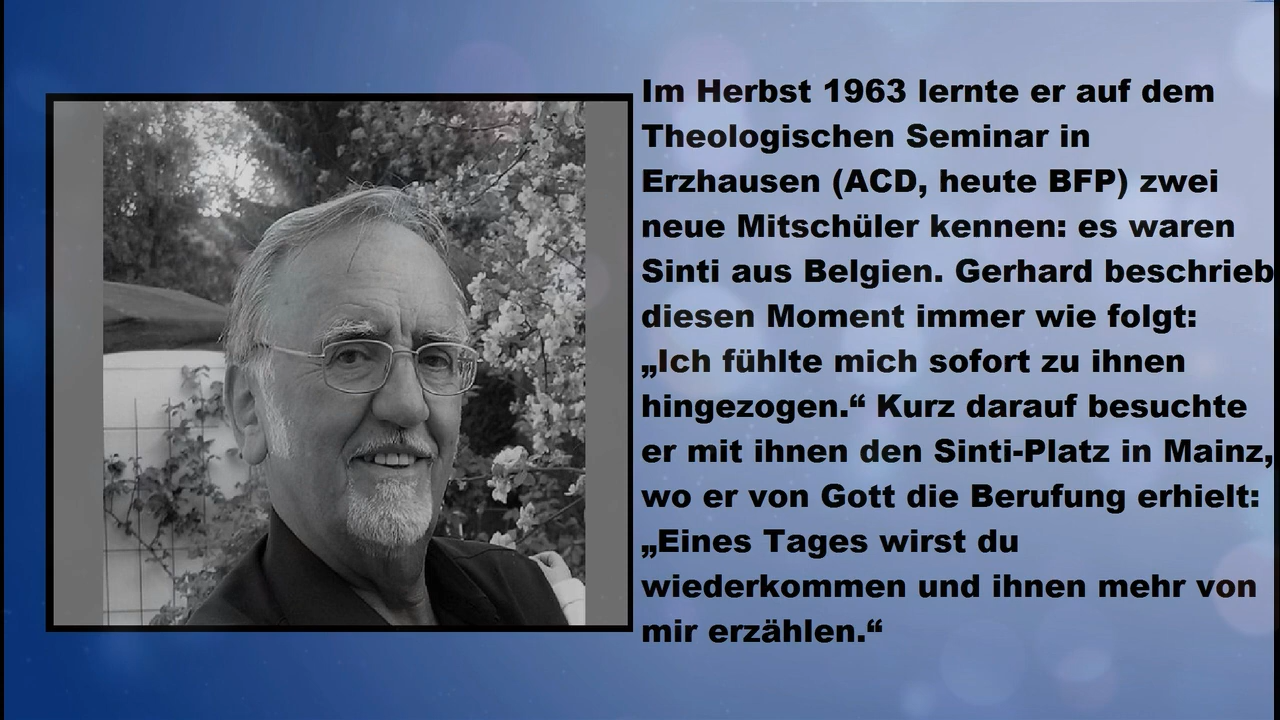 Im Herbst 1963 lernte er auf dem
Theologischen Seminar in
Erzhausen (ACD, heute BFP) zwei
neue Mitschüler kennen: es waren
Sinti aus Belgien. Gerhard beschrieb
diesen Moment immer wie folgt:
„Ich fühlte mich sofort zu ihnen
hingezogen.“ Kurz darauf besuchte
er mit ihnen den Sinti-Platz in Mainz,
wo er von Gott die Berufung erhielt:
„Eines Tages wirst du
wiederkommen und ihnen mehr von
mir erzählen.“